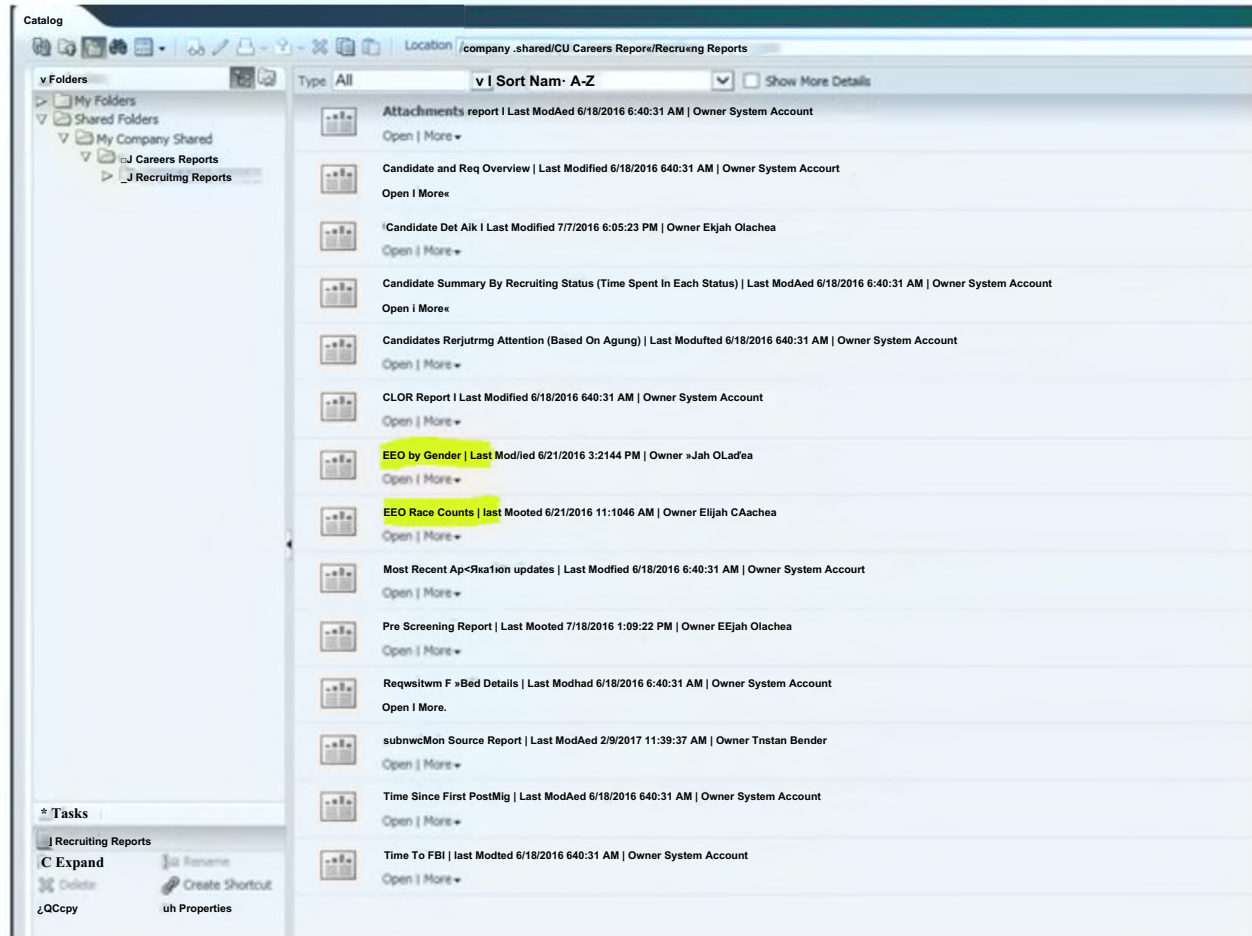 Catalog
Location /company .shared/CU Careers Repor«/Recru«ng Reports
v Folders
Type All v I Sort Nam· A-Z Show More Details
My Folders
Shared Folders
My Company Shared
□J Careers Reports
_J Recruitmg Reports
Attachments report I Last ModAed 6/18/2016 6:40:31 AM | Owner System Account
Open | More
Candidate and Req Overview | Last Modified 6/18/2016 640:31 AM | Owner System Accourt
Open I More«
'Candidate Det Aik I Last Modified 7/7/2016 6:05:23 PM | Owner Ekjah Olachea
Open | More
Candidate Summary By Recruiting Status (Time Spent In Each Status) | Last ModAed 6/18/2016 6:40:31 AM | Owner System Account
Open i More«
Candidates Rerjutrmg Attention (Based On Agung) | Last Modufted 6/18/2016 640:31 AM | Owner System Account
Open | More
CLOR Report I Last Modified 6/18/2016 640:31 AM | Owner System Account
Open | More
EEO by Gender | Last Mod/ied 6/21/2016 3:2144 PM | Owner »Jah OLaďea
Open | More
EEO Race Counts | last Mooted 6/21/2016 11:1046 AM | Owner Elijah CAachea
Open | More
Most Recent Ap<Яка1юn updates | Last Modfied 6/18/2016 6:40:31 AM | Owner System Accourt
Open | More
Pre Screening Report | Last Mooted 7/18/2016 1:09:22 PM | Owner EEjah Olachea
Open | More
Reqwsitwm F »Bed Details | Last Modhad 6/18/2016 6:40:31 AM | Owner System Account
Open I More.
subnwcMon Source Report | Last ModAed 2/9/2017 11:39:37 AM | Owner Tnstan Bender
Open | More
Time Since First PostMig | Last ModAed 6/18/2016 640:31 AM | Owner System Account
Open | More
Time To FBI | last Modted 6/18/2016 640:31 AM | Owner System Account
Open | More
* Tasks
J Recruiting Reports
C Expand Rename
Delete Create Shortcut
¿QCcpy uh Properties